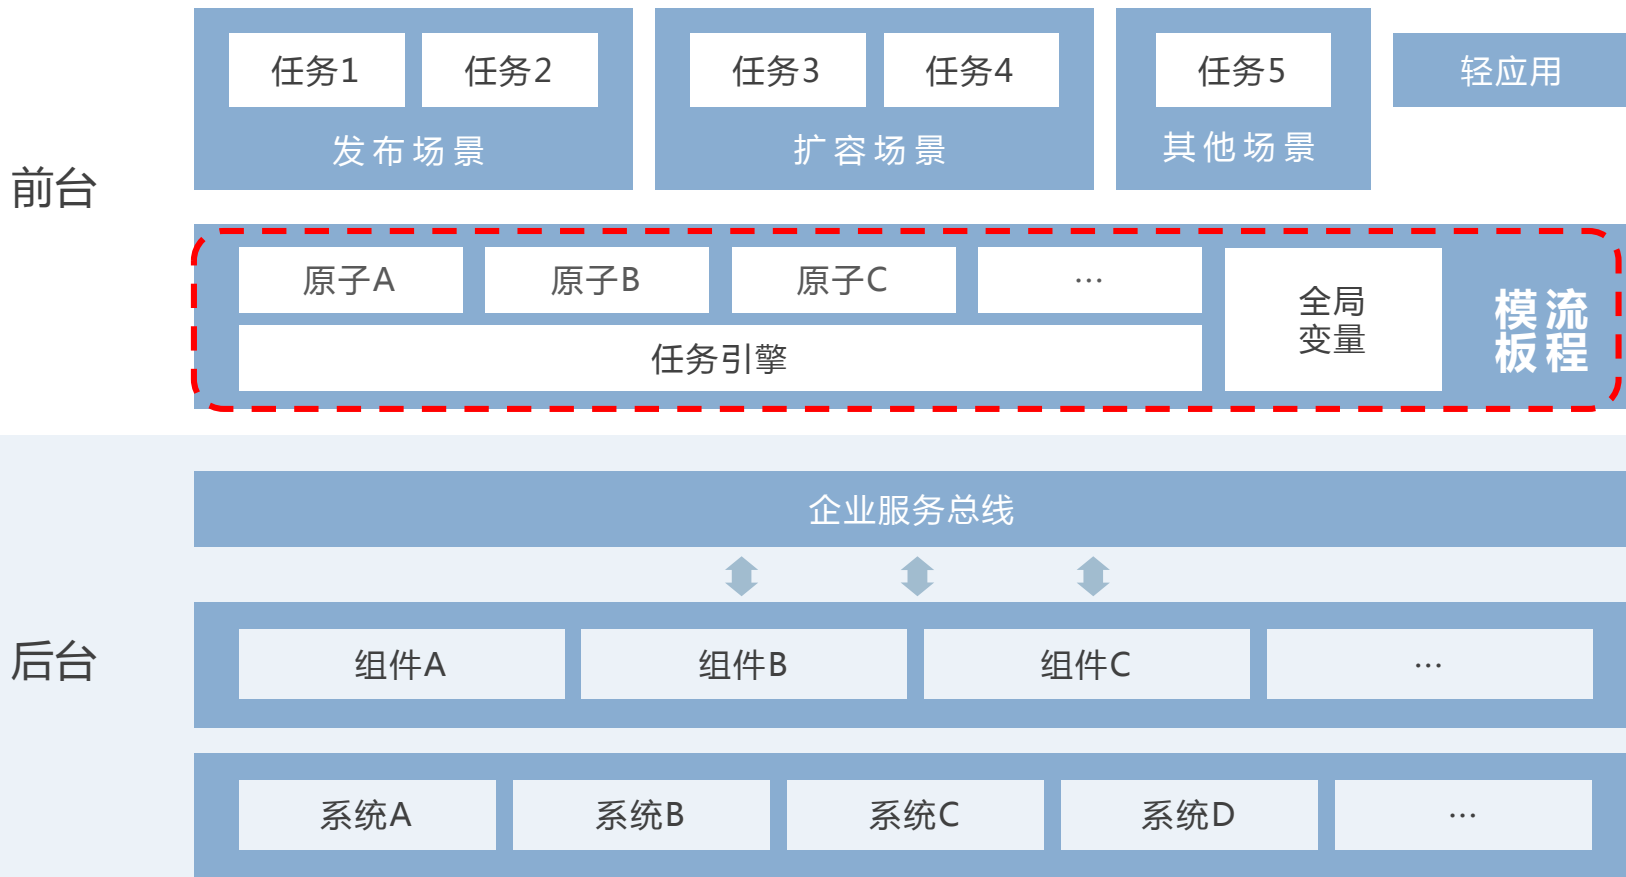 任务1
任务2
发布场景
任务3
任务4
扩容场景
任务5
其他场景
轻应用
前台
原子A
原子B
原子C
...
任务引擎
全局
变量
流程
模板
企业服务总线
后台
组件A
组件B
组件C
...
系统A
系统B
系统C
系统D
...